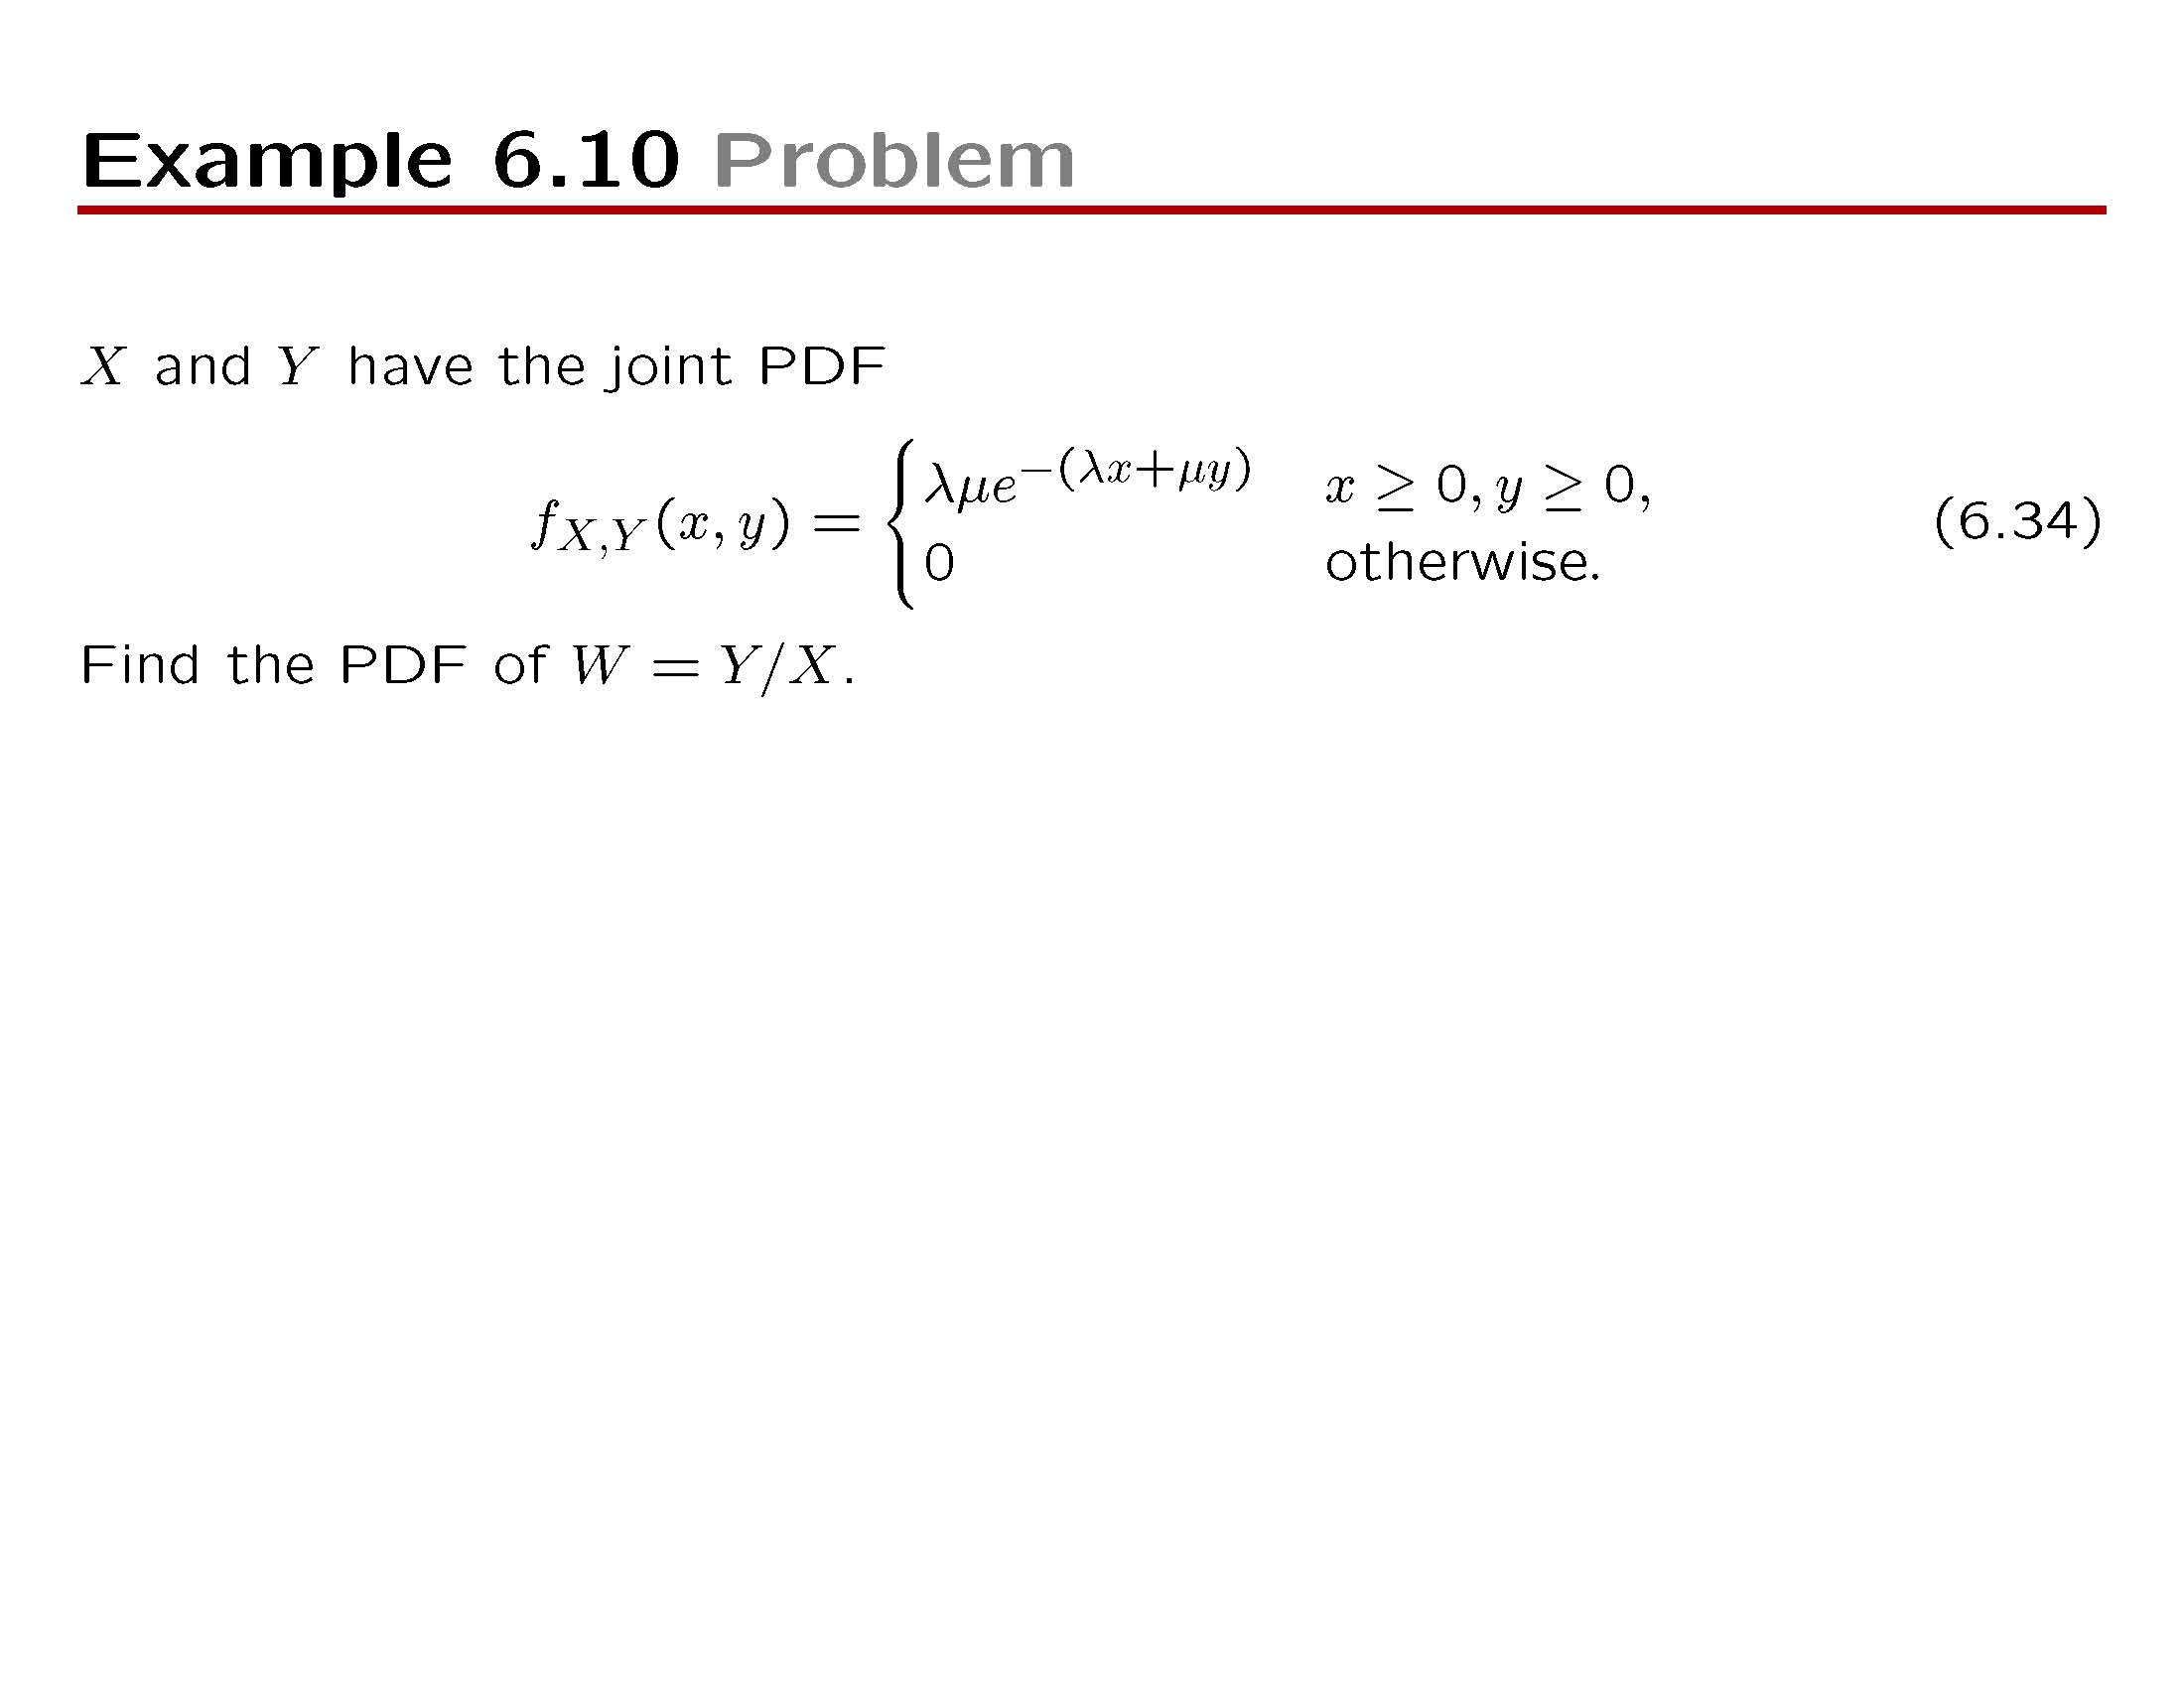 Example 6.10 Problem
X and Y have the joint PDF
f_{X,Y}(x, y) = { λμe^{−(λx+μy)} x ≥ 0, y ≥ 0,
0 otherwise. (6.34)
Find the PDF of W = Y/X.